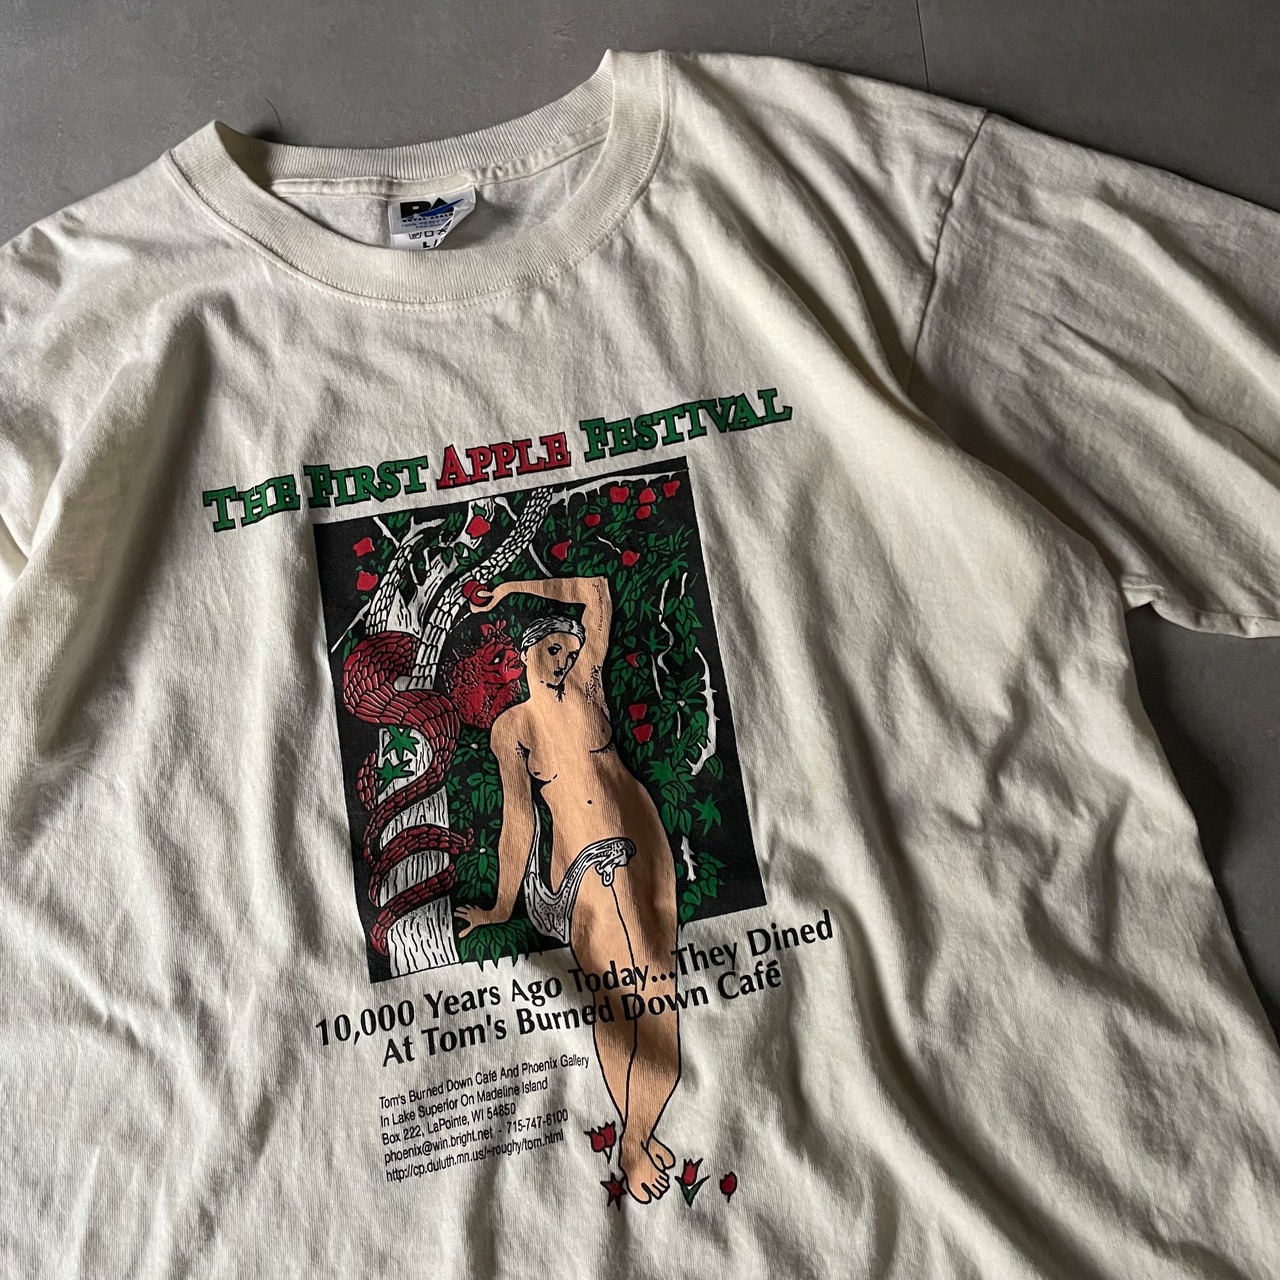 RA
L
THE FIRST APPLE FESTIVAL
10,000 Years Ago Today...They Dined
At Tom's Burned Down Café
Tom's Burned Down Café And Phoenix Gallery
In Lake Superior On Madeline Island
Box 222, LaPointe, WI 54850
phoenix@win.bright.net - 715-747-6100
http://cp.duluth.mn.us/~roughy/tom.html